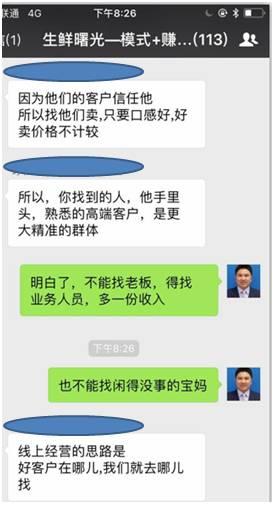 联通 4G 下午8:26
信(1) 生鲜曙光—模式+赚...(113)
因为他们的客户信任他
所以找他们卖,只要口感好,好
卖价格不计较
所以，你找到的人，他手里
头，熟悉的高端客户，是更
大精准的群体
明白了，不能找老板，得找
业务人员，多一份收入
下午8:26
也不能找闲得没事的宝妈
线上经营的思路是
好客户在哪儿,我们就去哪儿
找